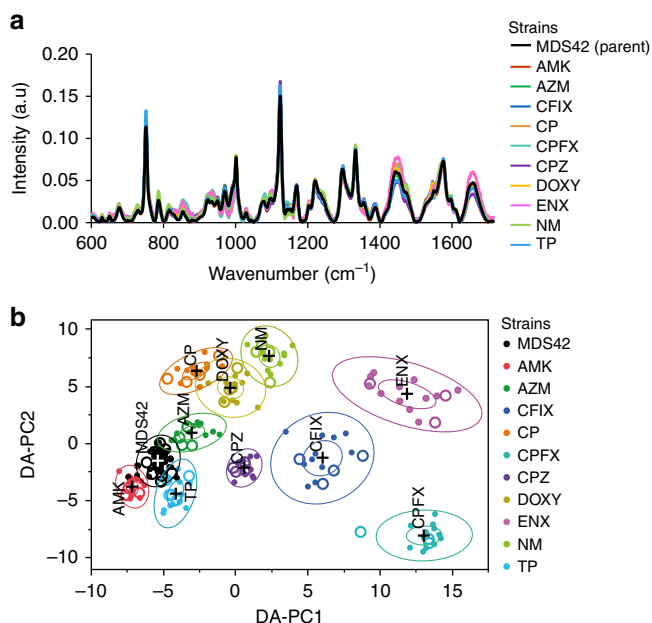 a
Strains
MDS42 (parent)
AMK
AZM
CFIX
CP
CPFX
CPZ
DOXY
ENX
NM
TP
Intensity (a.u)
0.20
0.15
0.10
0.05
0.00
600 800 1000 1200 1400 1600
Wavenumber (cm−1)
b
Strains
MDS42
AMK
AZM
CFIX
CP
CPFX
CPZ
DOXY
ENX
NM
TP
DA-PC2
10
5
0
−5
−10
−10 −5 0 5 10 15
DA-PC1
CP
DOXY
NM
ENX
AZM
MDS42
CPZ
CFIX
AMK
TP
CPFX